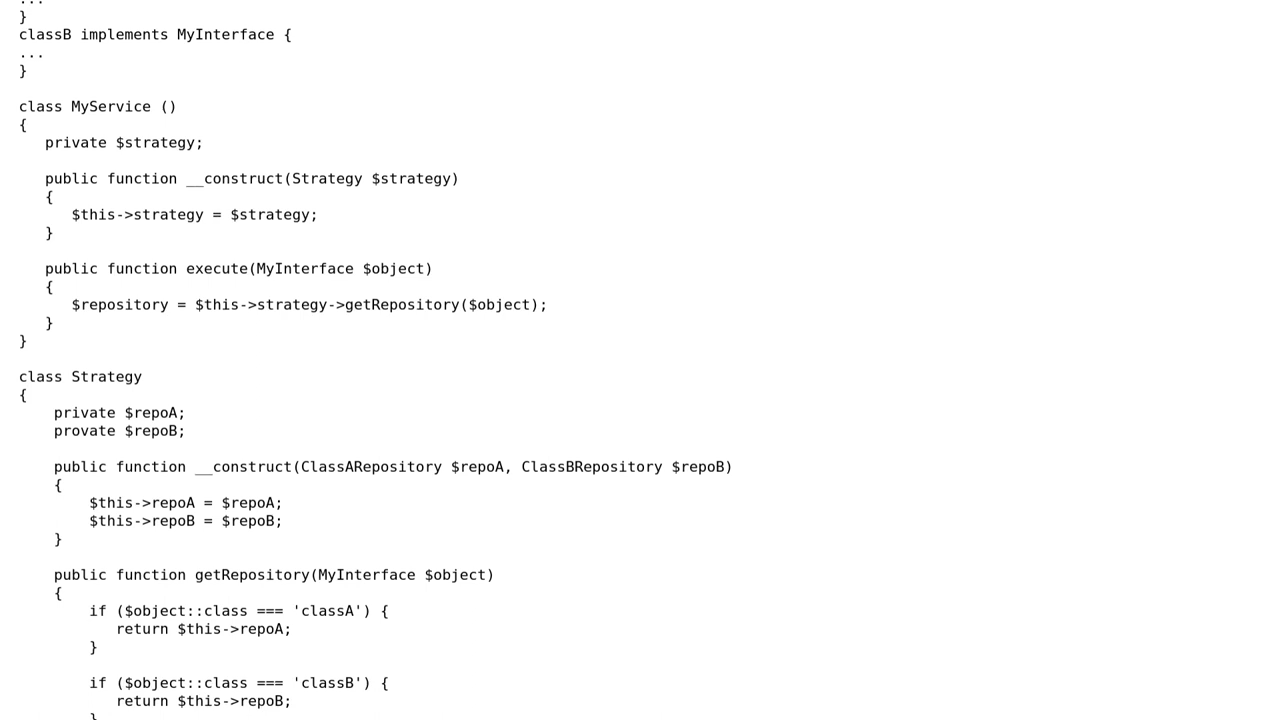 ...
}
classB implements MyInterface {
...
}
class MyService ()
{
private $strategy;
public function __construct(Strategy $strategy)
{
$this->strategy = $strategy;
}
public function execute(MyInterface $object)
{
$repository = $this->strategy->getRepository($object);
}
}
class Strategy
{
private $repoA;
provate $repoB;
public function __construct(ClassARepository $repoA, ClassBRepository $repoB)
{
$this->repoA = $repoA;
$this->repoB = $repoB;
}
public function getRepository(MyInterface $object)
{
if ($object::class === 'classA') {
return $this->repoA;
}
if ($object::class === 'classB') {
return $this->repoB;
}